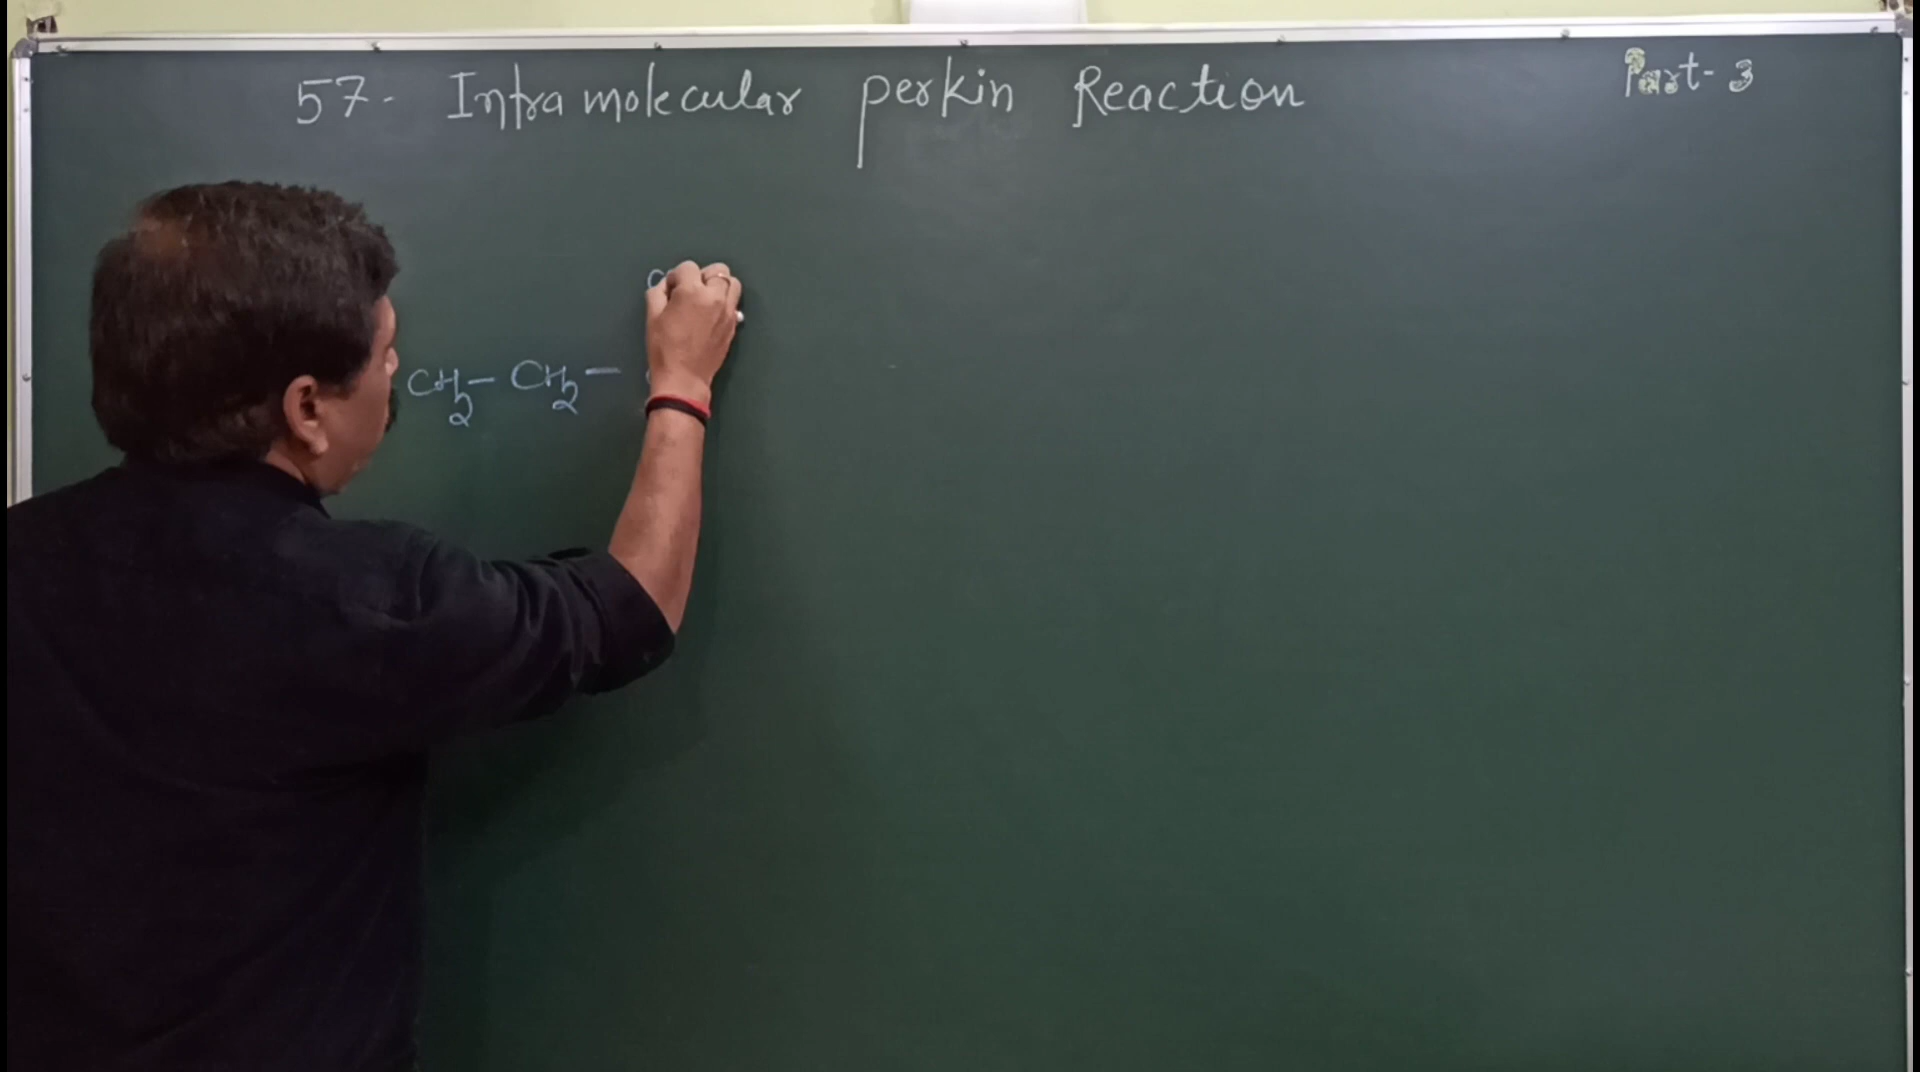 57- Intramolecular perkin Reaction
Part-3
CH₂-CH₂-